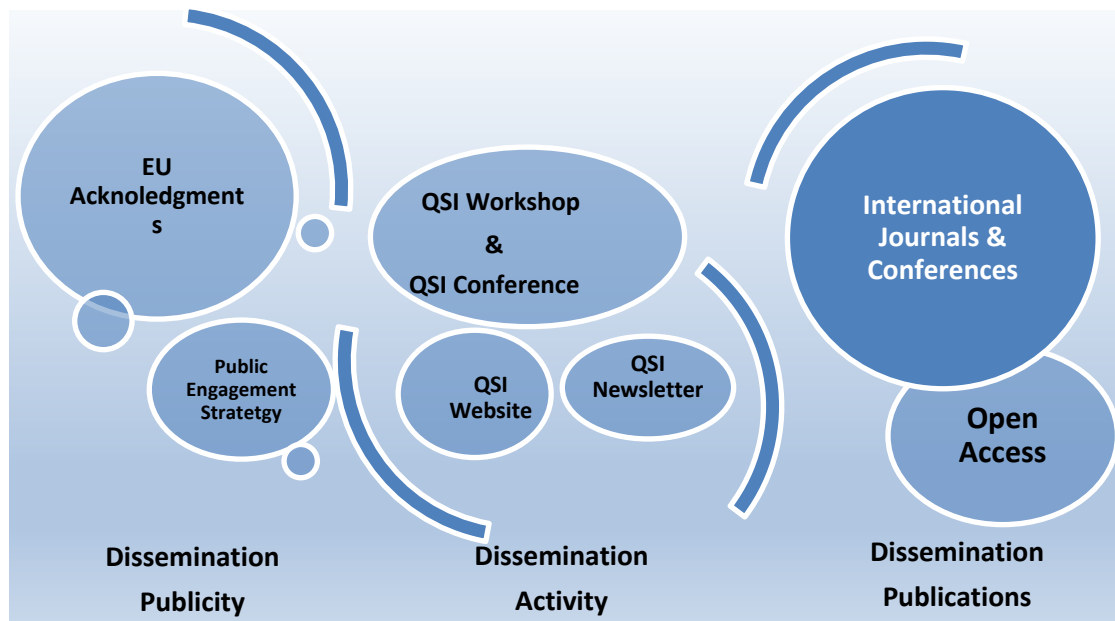 EU
Acknoledgment
s
Public
Engagement
Stratetgy
Dissemination
Publicity
QSI Workshop
&
QSI Conference
QSI
Website
QSI
Newsletter
Dissemination
Activity
International
Journals &
Conferences
Open
Access
Dissemination
Publications